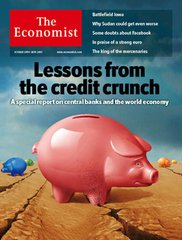 The
Economist
OCTOBER 20TH-26TH 2007
www.economist.com
Battlefield Iowa
Why Sudan could get even worse
Some doubts about Facebook
In praise of a strong euro
The king of the mercenaries
Lessons from
the credit crunch
A special report on central banks and the world economy